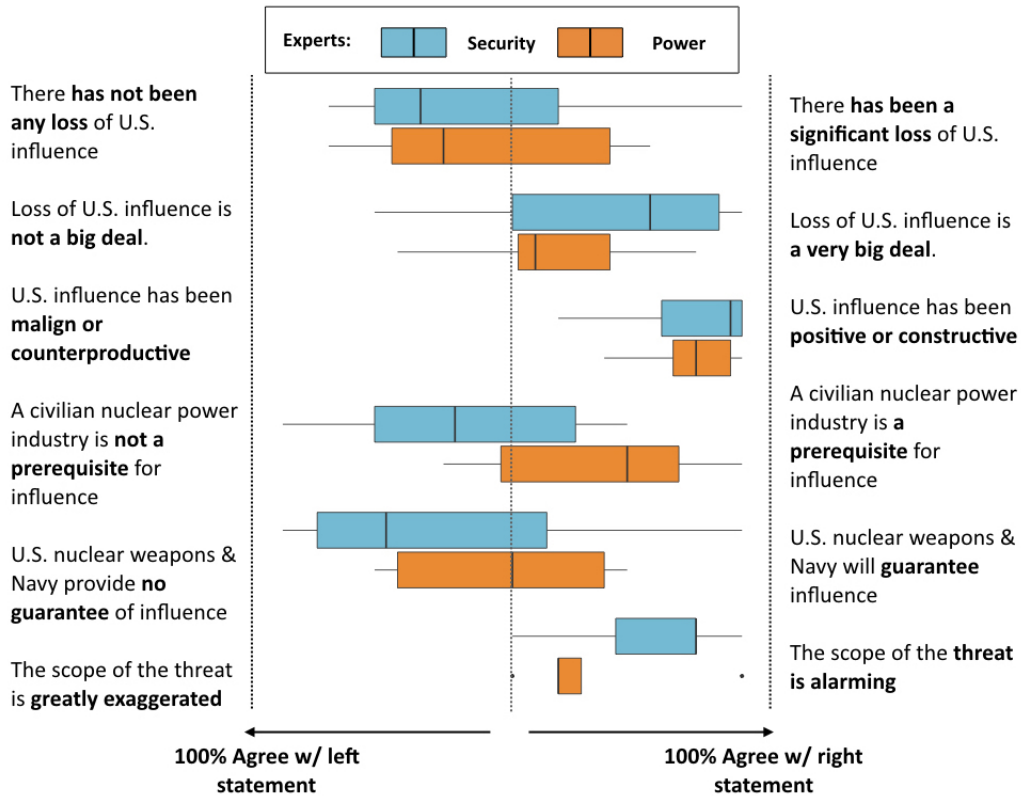 Experts: Security Power
There has not been
any loss of U.S.
influence
There has been a
significant loss of U.S.
influence
Loss of U.S. influence is
not a big deal.
Loss of U.S. influence is
a very big deal.
U.S. influence has been
malign or
counterproductive
U.S. influence has been
positive or constructive
A civilian nuclear power
industry is not a
prerequisite for
influence
A civilian nuclear power
industry is a
prerequisite for
influence
U.S. nuclear weapons &
Navy provide no
guarantee of influence
U.S. nuclear weapons &
Navy will guarantee
influence
The scope of the threat
is greatly exaggerated
The scope of the threat
is alarming
100% Agree w/ left
statement
100% Agree w/ right
statement